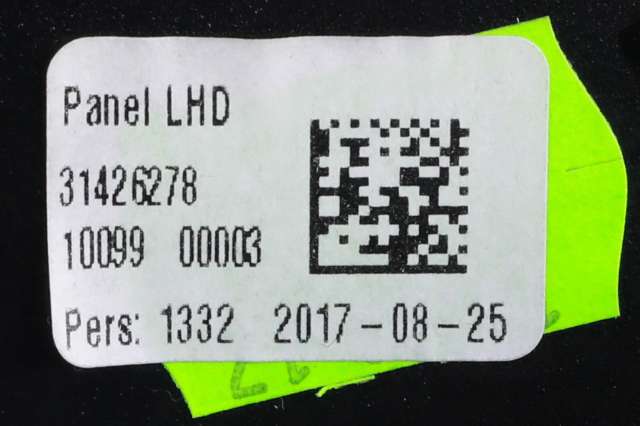 Panel LHD
31426278
10099 00003
Pers: 1332 2017-08-25